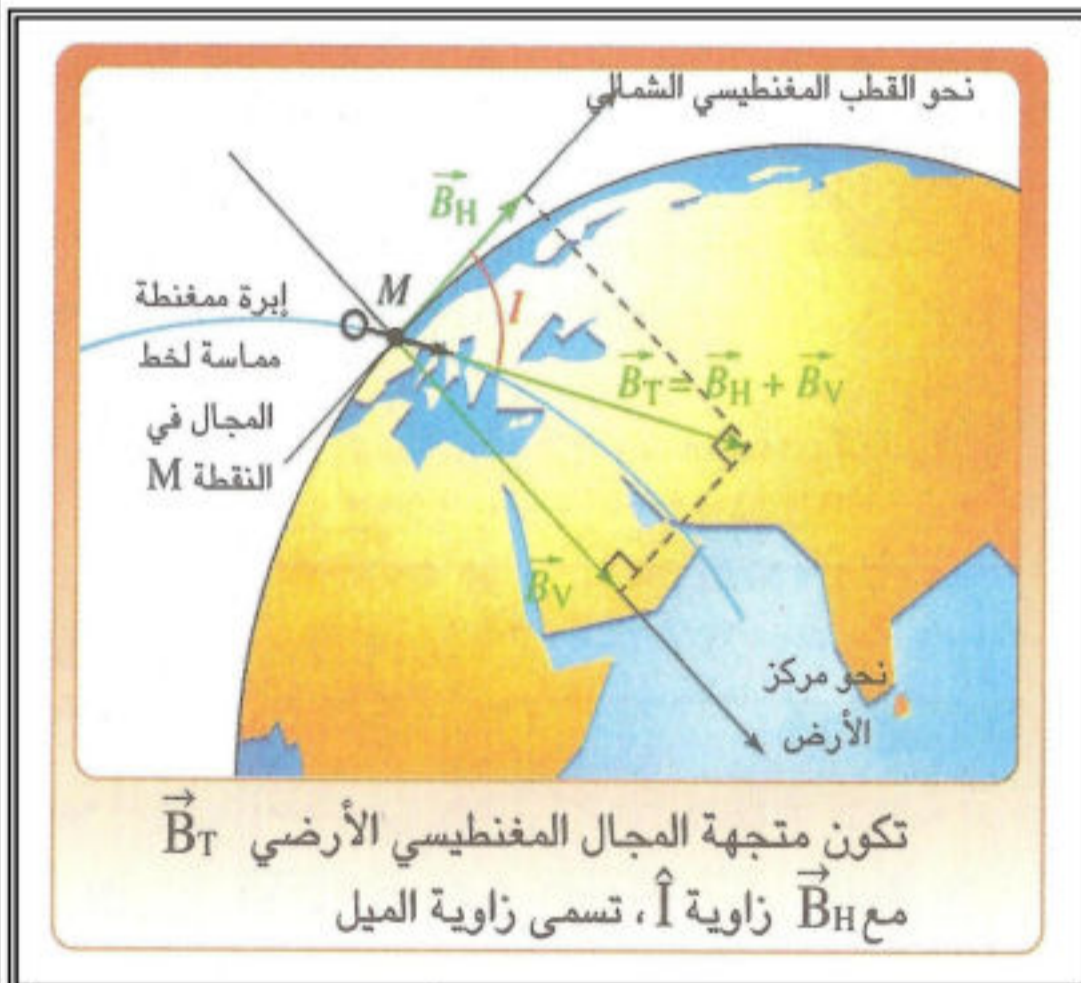 نحو القطب المغنطيسي الشمالي
B⃗H
M
I
إبرة ممغنطة
مماسة لخط
المجال في
النقطة M
B⃗T = B⃗H + B⃗V
B⃗V
نحو مركز
الأرض
تكون متجهة المجال المغنطيسي الأرضي B⃗T
مع B⃗H زاوية Î، تسمى زاوية الميل